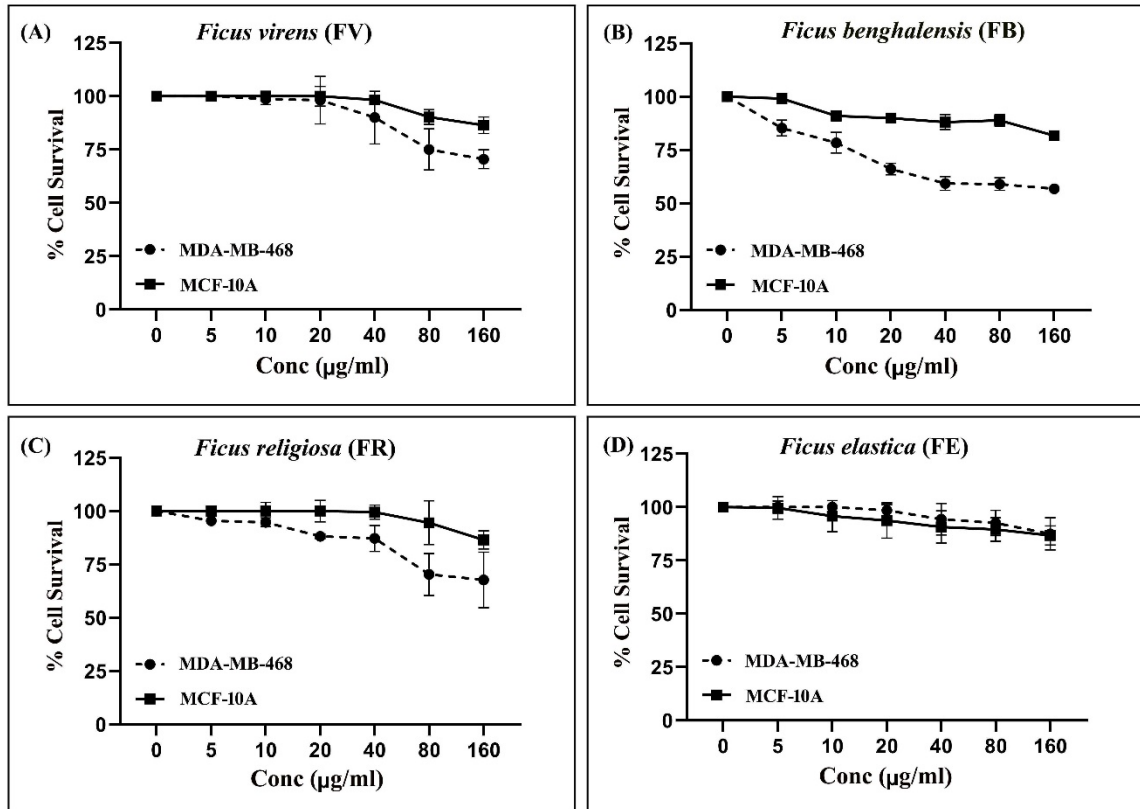 (A)
Ficus virens (FV)
125
100
75
50
25
0
% Cell Survival
MDA-MB-468
MCF-10A
0 5 10 20 40 80 160
Conc (µg/ml)
(B)
Ficus benghalensis (FB)
125
100
75
50
25
0
% Cell Survival
MDA-MB-468
MCF-10A
0 5 10 20 40 80 160
Conc (µg/ml)
(C)
Ficus religiosa (FR)
125
100
75
50
25
0
% Cell Survival
MDA-MB-468
MCF-10A
0 5 10 20 40 80 160
Conc (µg/ml)
(D)
Ficus elastica (FE)
125
100
75
50
25
0
% Cell Survival
MDA-MB-468
MCF-10A
0 5 10 20 40 80 160
Conc (µg/ml)